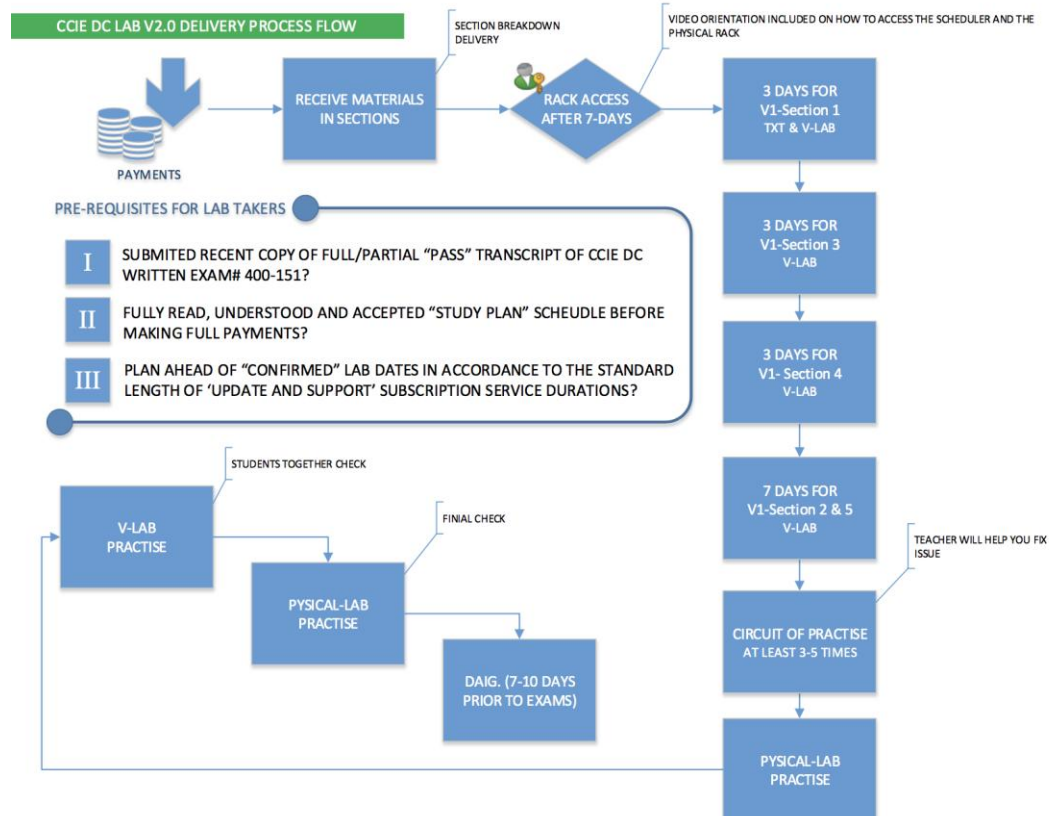 CCIE DC LAB V2.0 DELIVERY PROCESS FLOW
SECTION BREAKDOWN
DELIVERY
VIDEO ORIENTATION INCLUDED ON HOW TO ACCESS THE SCHEDULER AND THE
PHYSICAL RACK
PAYMENTS
RECEIVE MATERIALS
IN SECTIONS
RACK ACCESS
AFTER 7-DAYS
3 DAYS FOR
V1-Section 1
TXT & V-LAB
3 DAYS FOR
V1-Section 3
V-LAB
3 DAYS FOR
V1- Section 4
V-LAB
7 DAYS FOR
V1-Section 2 & 5
V-LAB
TEACHER WILL HELP YOU FIX
ISSUE
CIRCUIT OF PRACTISE
AT LEAST 3-5 TIMES
PYSICAL-LAB
PRACTISE
PRE-REQUISITES FOR LAB TAKERS
I
SUBMITED RECENT COPY OF FULL/PARTIAL “PASS” TRANSCRIPT OF CCIE DC
WRITTEN EXAM# 400-151?
II
FULLY READ, UNDERSTOOD AND ACCEPTED “STUDY PLAN” SCHEUDLE BEFORE
MAKING FULL PAYMENTS?
III
PLAN AHEAD OF “CONFIRMED” LAB DATES IN ACCORDANCE TO THE STANDARD
LENGTH OF ‘UPDATE AND SUPPORT’ SUBSCRIPTION SERVICE DURATIONS?
STUDENTS TOGETHER CHECK
V-LAB
PRACTISE
FINIAL CHECK
PYSICAL-LAB
PRACTISE
DAIG. (7-10 DAYS
PRIOR TO EXAMS)